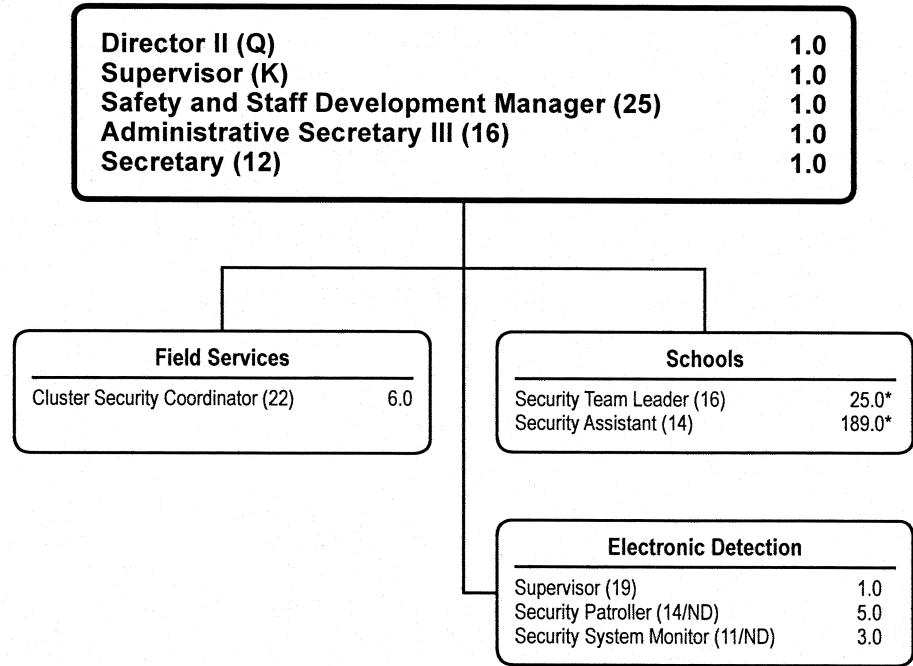 Director II (Q) 1.0
Supervisor (K) 1.0
Safety and Staff Development Manager (25) 1.0
Administrative Secretary III (16) 1.0
Secretary (12) 1.0
Field Services
Cluster Security Coordinator (22) 6.0
Schools
Security Team Leader (16) 25.0*
Security Assistant (14) 189.0*
Electronic Detection
Supervisor (19) 1.0
Security Patroller (14/ND) 5.0
Security System Monitor (11/ND) 3.0